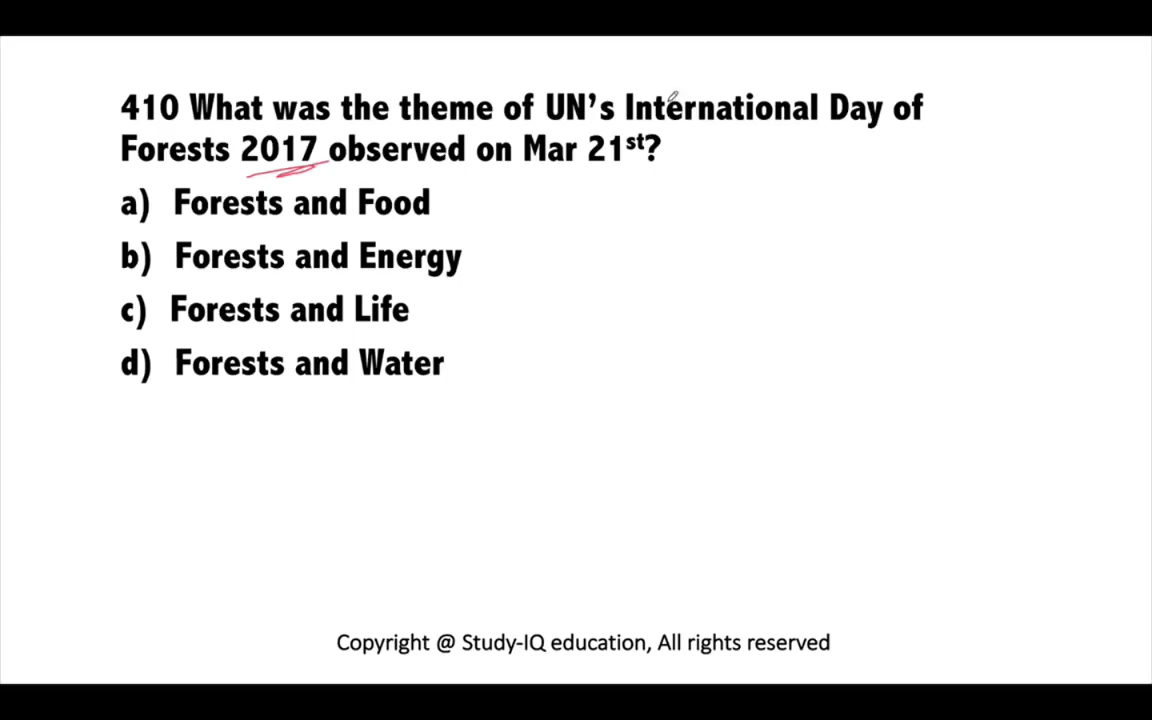 410 What was the theme of UN’s International Day of
Forests 2017 observed on Mar 21st?
a) Forests and Food
b) Forests and Energy
c) Forests and Life
d) Forests and Water
Copyright @ Study-IQ education, All rights reserved